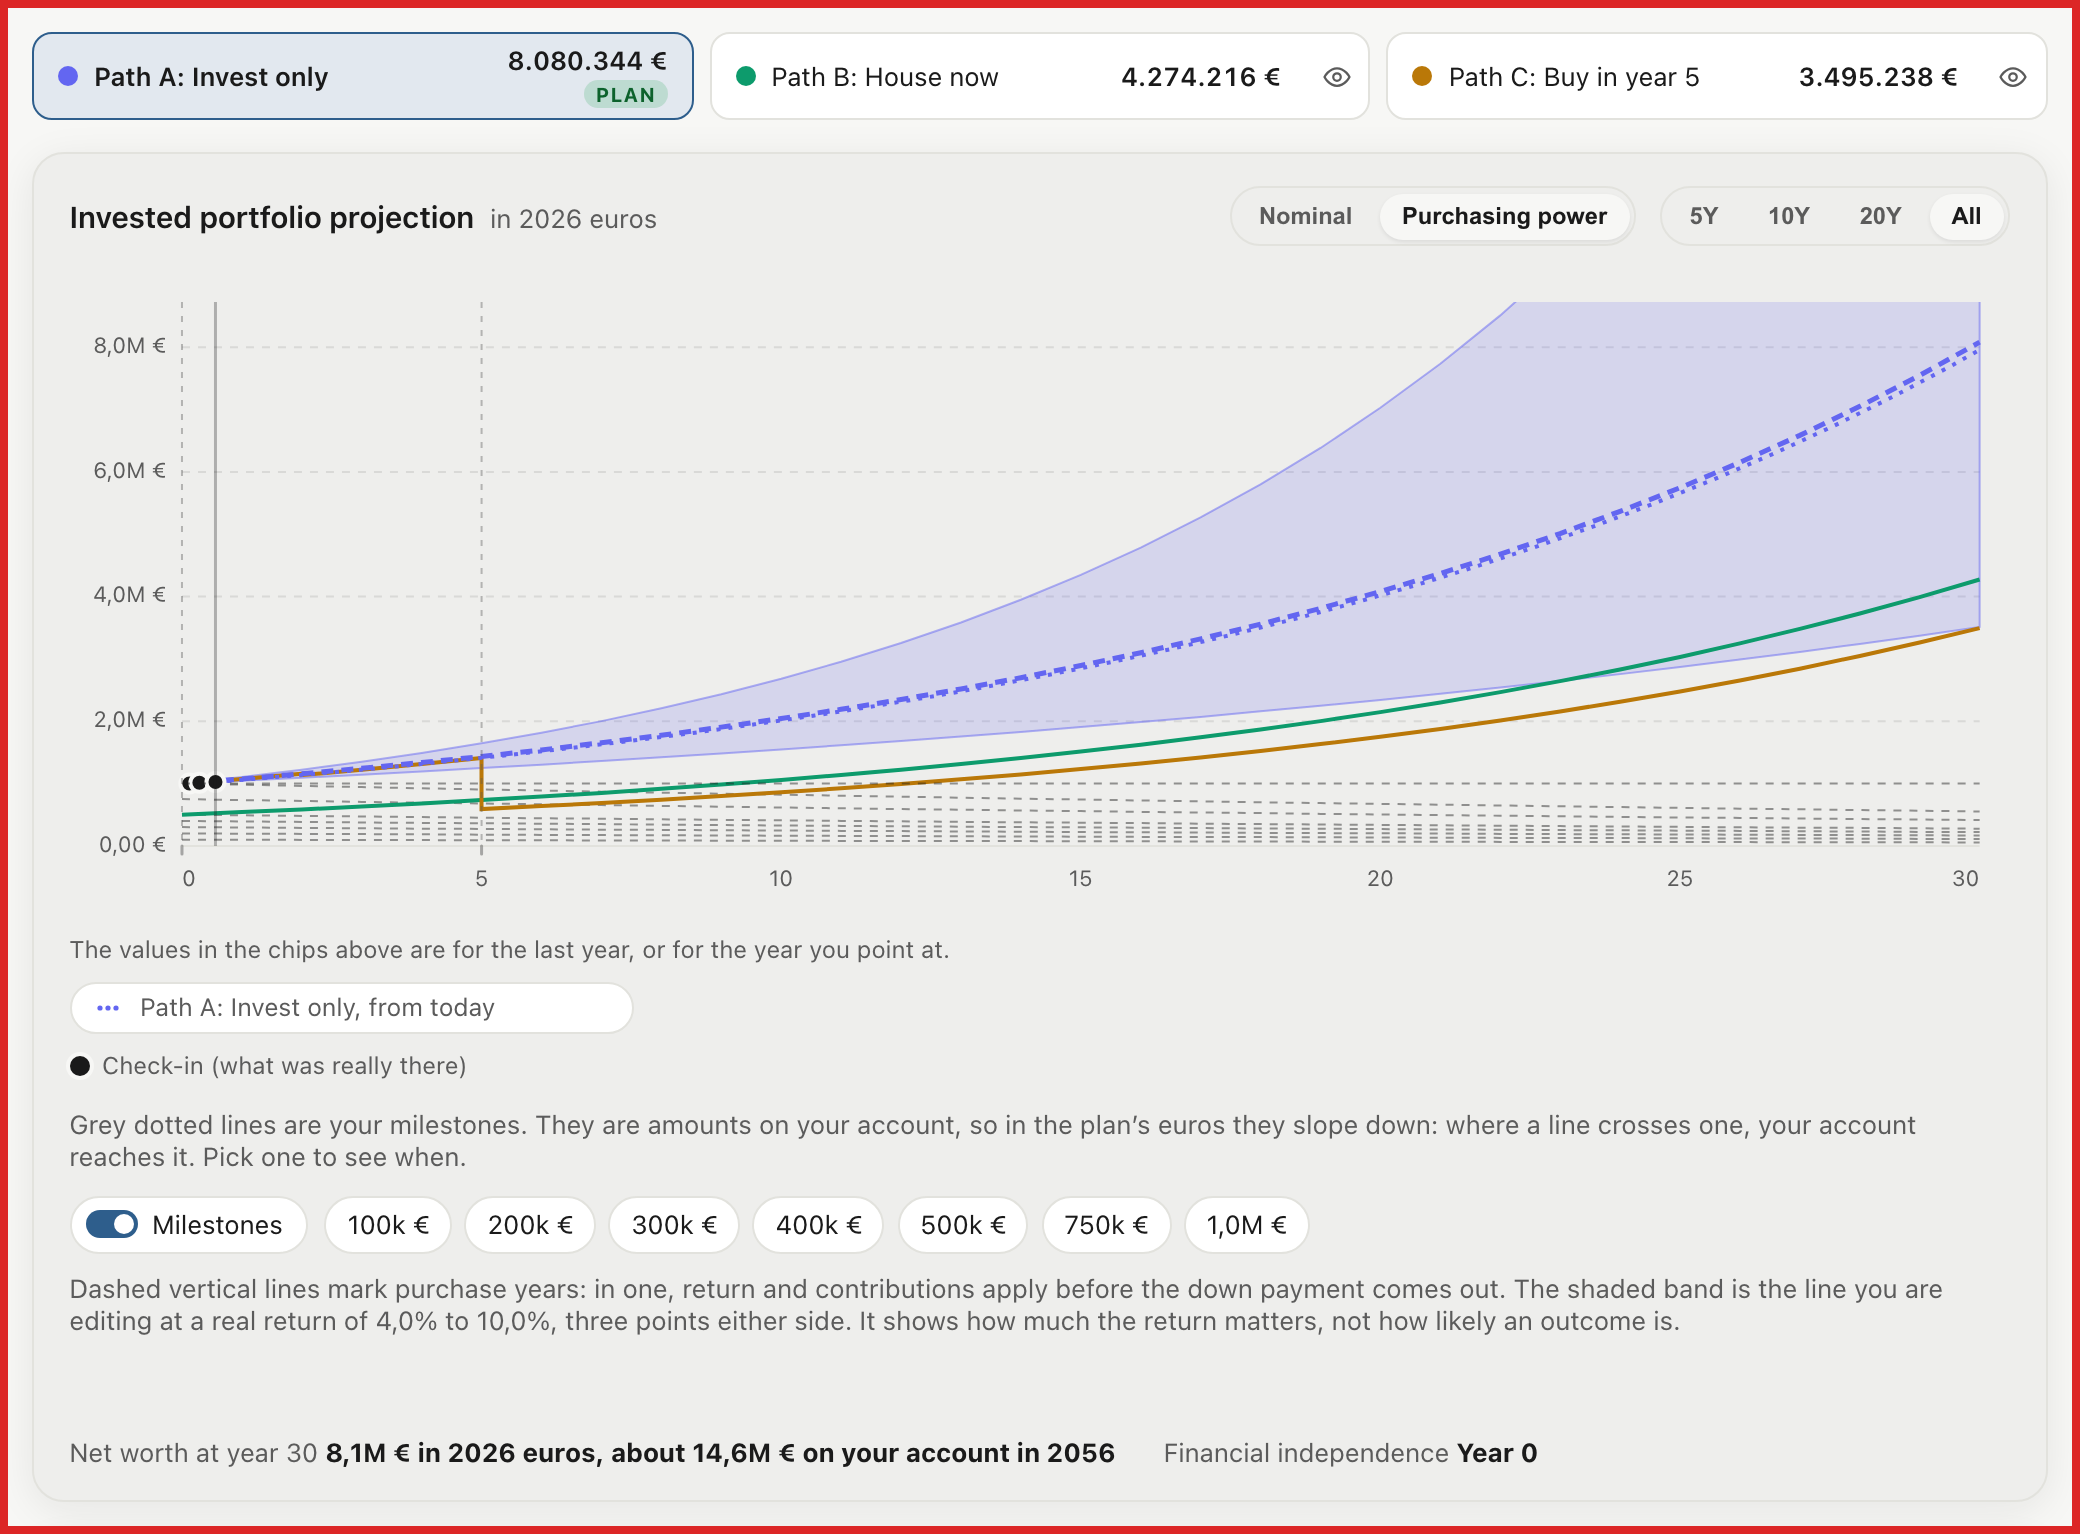 Path A: Invest only
8.080.344 €
PLAN
Path B: House now
4.274.216 €
Path C: Buy in year 5
3.495.238 €
Invested portfolio projection in 2026 euros
Nominal
Purchasing power
5Y
10Y
20Y
All
8,0M €
6,0M €
4,0M €
2,0M €
0,00 €
0
5
10
15
20
25
30
The values in the chips above are for the last year, or for the year you point at.
Path A: Invest only, from today
Check-in (what was really there)
Grey dotted lines are your milestones. They are amounts on your account, so in the plan’s euros they slope down: where a line crosses one, your account
reaches it. Pick one to see when.
Milestones
100k €
200k €
300k €
400k €
500k €
750k €
1,0M €
Dashed vertical lines mark purchase years: in one, return and contributions apply before the down payment comes out. The shaded band is the line you are
editing at a real return of 4,0% to 10,0%, three points either side. It shows how much the return matters, not how likely an outcome is.
Net worth at year 30 8,1M € in 2026 euros, about 14,6M € on your account in 2056
Financial independence Year 0